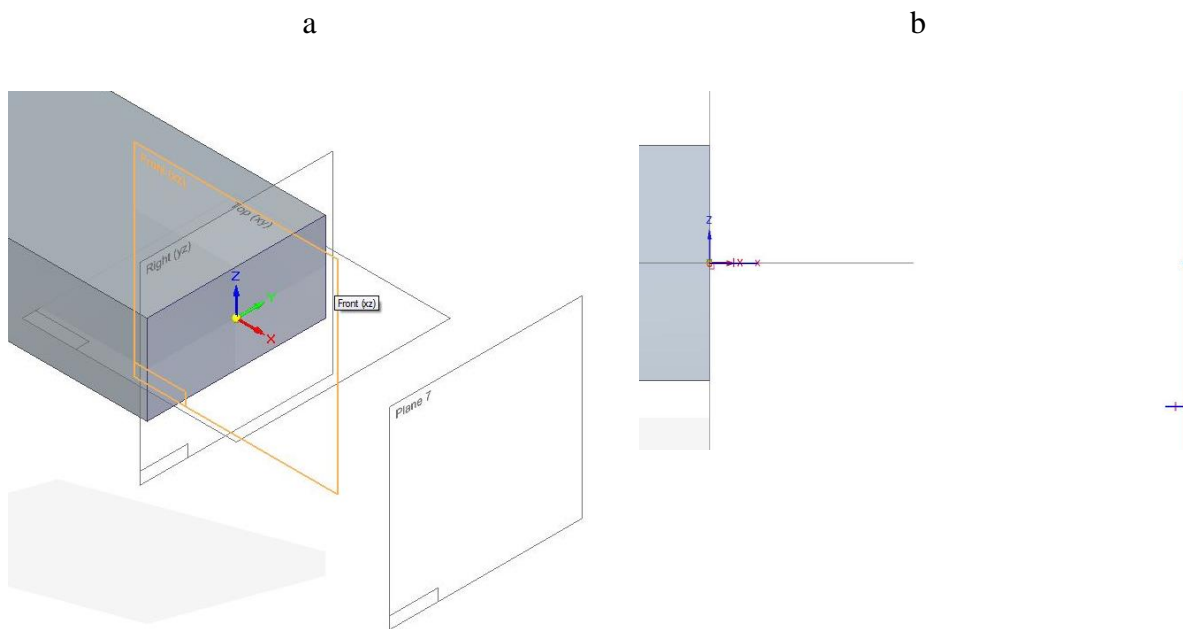 a
b
Front (xz)
Top (xy)
Right (yz)
Z
Y
X
Front (xz)
Plane 7
Z
X
x